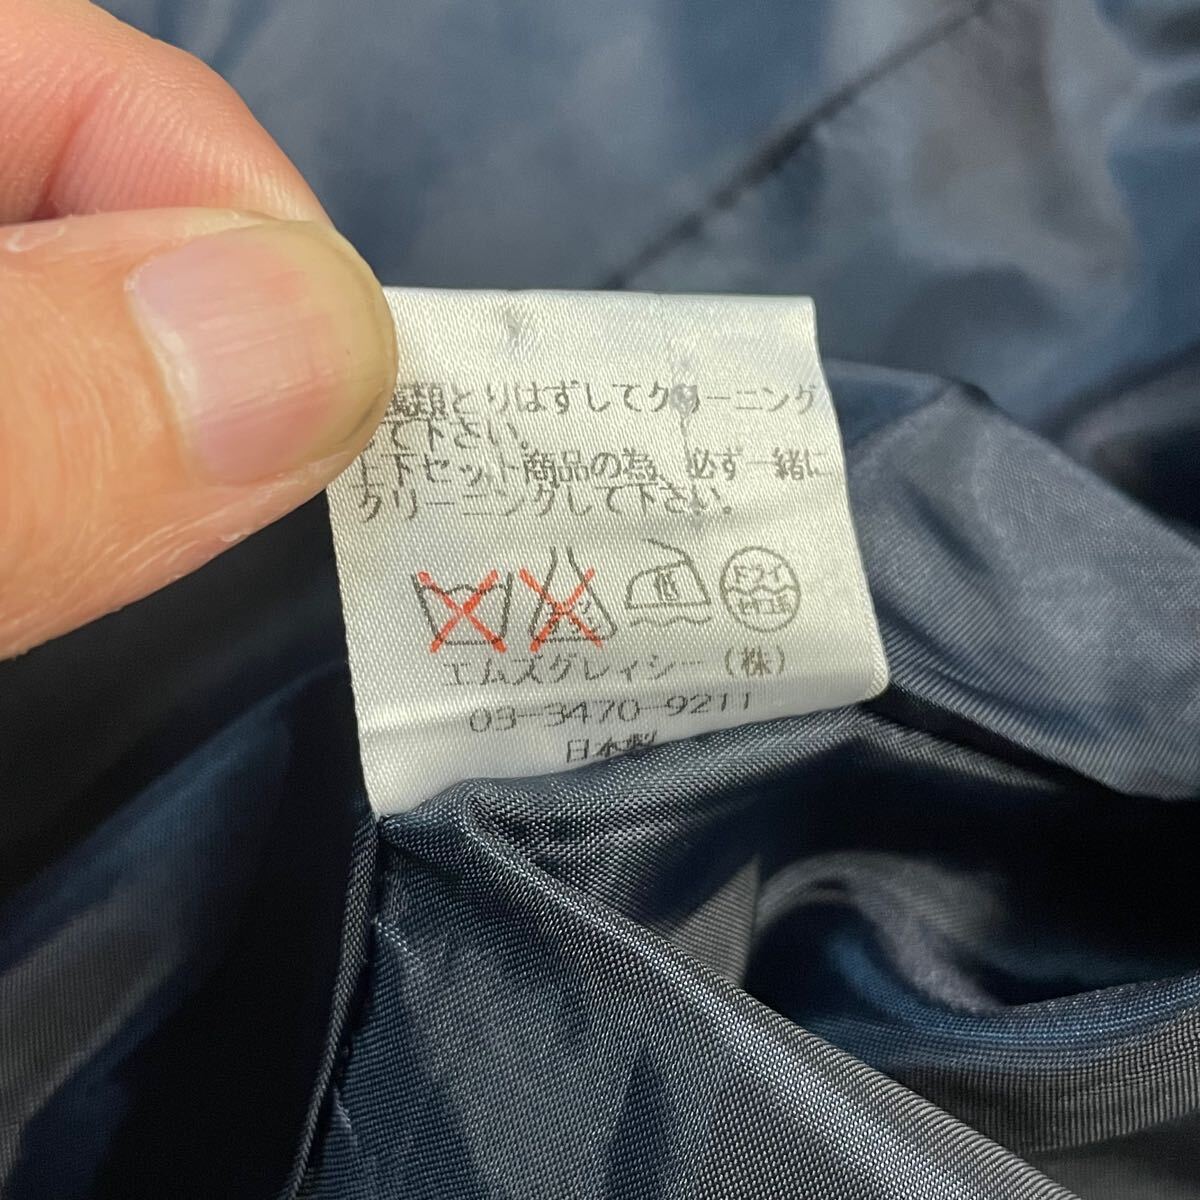 類とりはずしてクリーニング
して下さい。
上下セット商品の為、必ず一緒に
クリーニングして下さい。
エムズグレイシー(株)
03-3470-9211
日本製